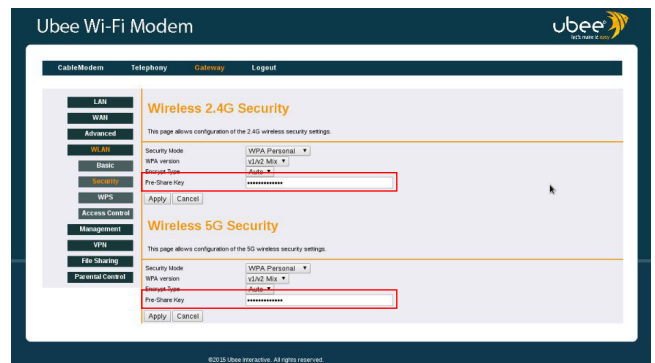 Ubee Wi-Fi Modem
ubee
let's make it easy
CableModem Telephony Gateway Logout
LAN
WAN
Advanced
WLAN
Basic
Security
WPS
Access Control
Management
VPN
File Sharing
Parental Control
Wireless 2.4G Security
This page allows configuration of the 2.4G wireless security settings.
Security Mode WPA Personal
WPA version v1/v2 Mix
Encrypt Type Auto
Pre-Share Key •••••••••••••
Apply Cancel
Wireless 5G Security
This page allows configuration of the 5G wireless security settings.
Security Mode WPA Personal
WPA version v1/v2 Mix
Encrypt Type Auto
Pre-Share Key •••••••••••••
Apply Cancel
©2015 Ubee Interactive. All rights reserved.